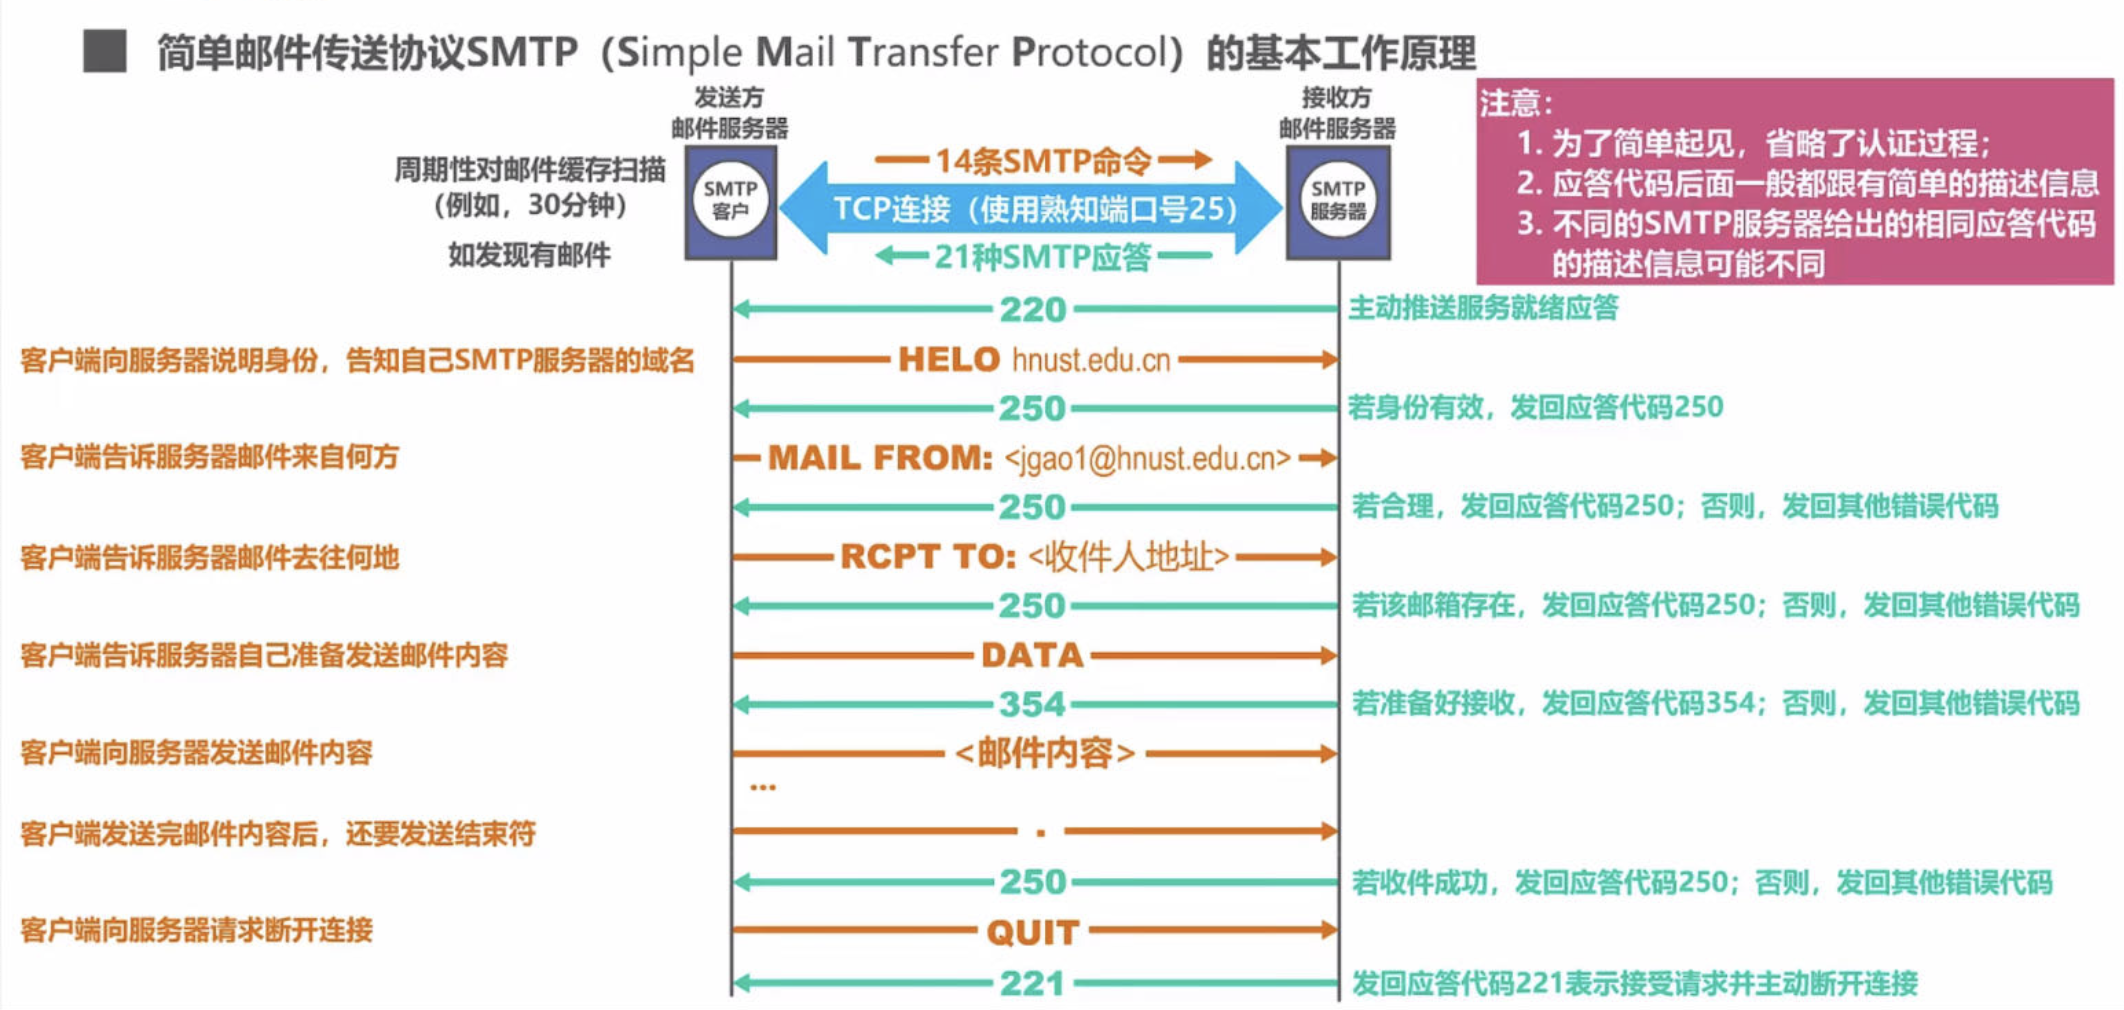 简单邮件传送协议SMTP（Simple Mail Transfer Protocol）的基本工作原理
发送方
邮件服务器
接收方
邮件服务器
注意：
1. 为了简单起见，省略了认证过程；
2. 应答代码后面一般都跟有简单的描述信息
3. 不同的SMTP服务器给出的相同应答代码
的描述信息可能不同
周期性对邮件缓存扫描
（例如，30分钟）
如发现有邮件
SMTP
客户
14条SMTP命令
TCP连接（使用熟知端口号25）
21种SMTP应答
SMTP
服务器
220
主动推送服务就绪应答
客户端向服务器说明身份，告知自己SMTP服务器的域名
HELO hnust.edu.cn
250
若身份有效，发回应答代码250
客户端告诉服务器邮件来自何方
MAIL FROM: <jgao1@hnust.edu.cn>
250
若合理，发回应答代码250；否则，发回其他错误代码
客户端告诉服务器邮件去往何地
RCPT TO: <收件人地址>
250
若该邮箱存在，发回应答代码250；否则，发回其他错误代码
客户端告诉服务器自己准备发送邮件内容
DATA
354
若准备好接收，发回应答代码354；否则，发回其他错误代码
客户端向服务器发送邮件内容
<邮件内容>
...
客户端发送完邮件内容后，还要发送结束符
.
250
若收件成功，发回应答代码250；否则，发回其他错误代码
客户端向服务器请求断开连接
QUIT
221
发回应答代码221表示接受请求并主动断开连接